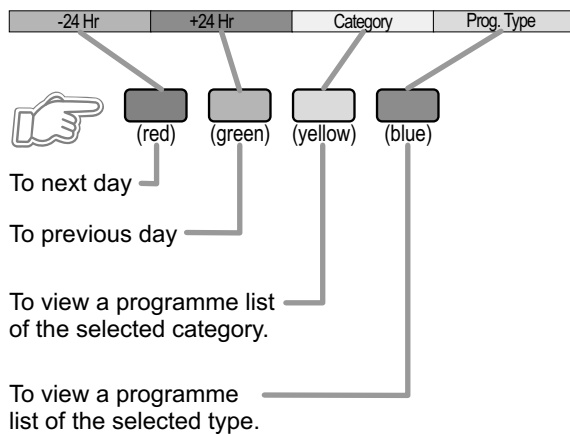 -24 Hr +24 Hr Category Prog. Type
(red) (green) (yellow) (blue)
To next day
To previous day
To view a programme list
of the selected category.
To view a programme
list of the selected type.